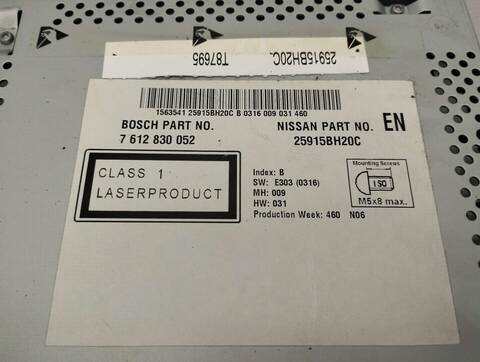 T87695
25915BH20C
1563541 25915BH20C B 0316 009 031 460
BOSCH PART NO.
7 612 830 052
NISSAN PART NO.
25915BH20C
EN
CLASS 1
LASERPRODUCT
Index: B
SW: E303 (0316)
MH: 009
HW: 031
Production Week: 460 N06
Mounting Screws
ISO
M5x8 max.